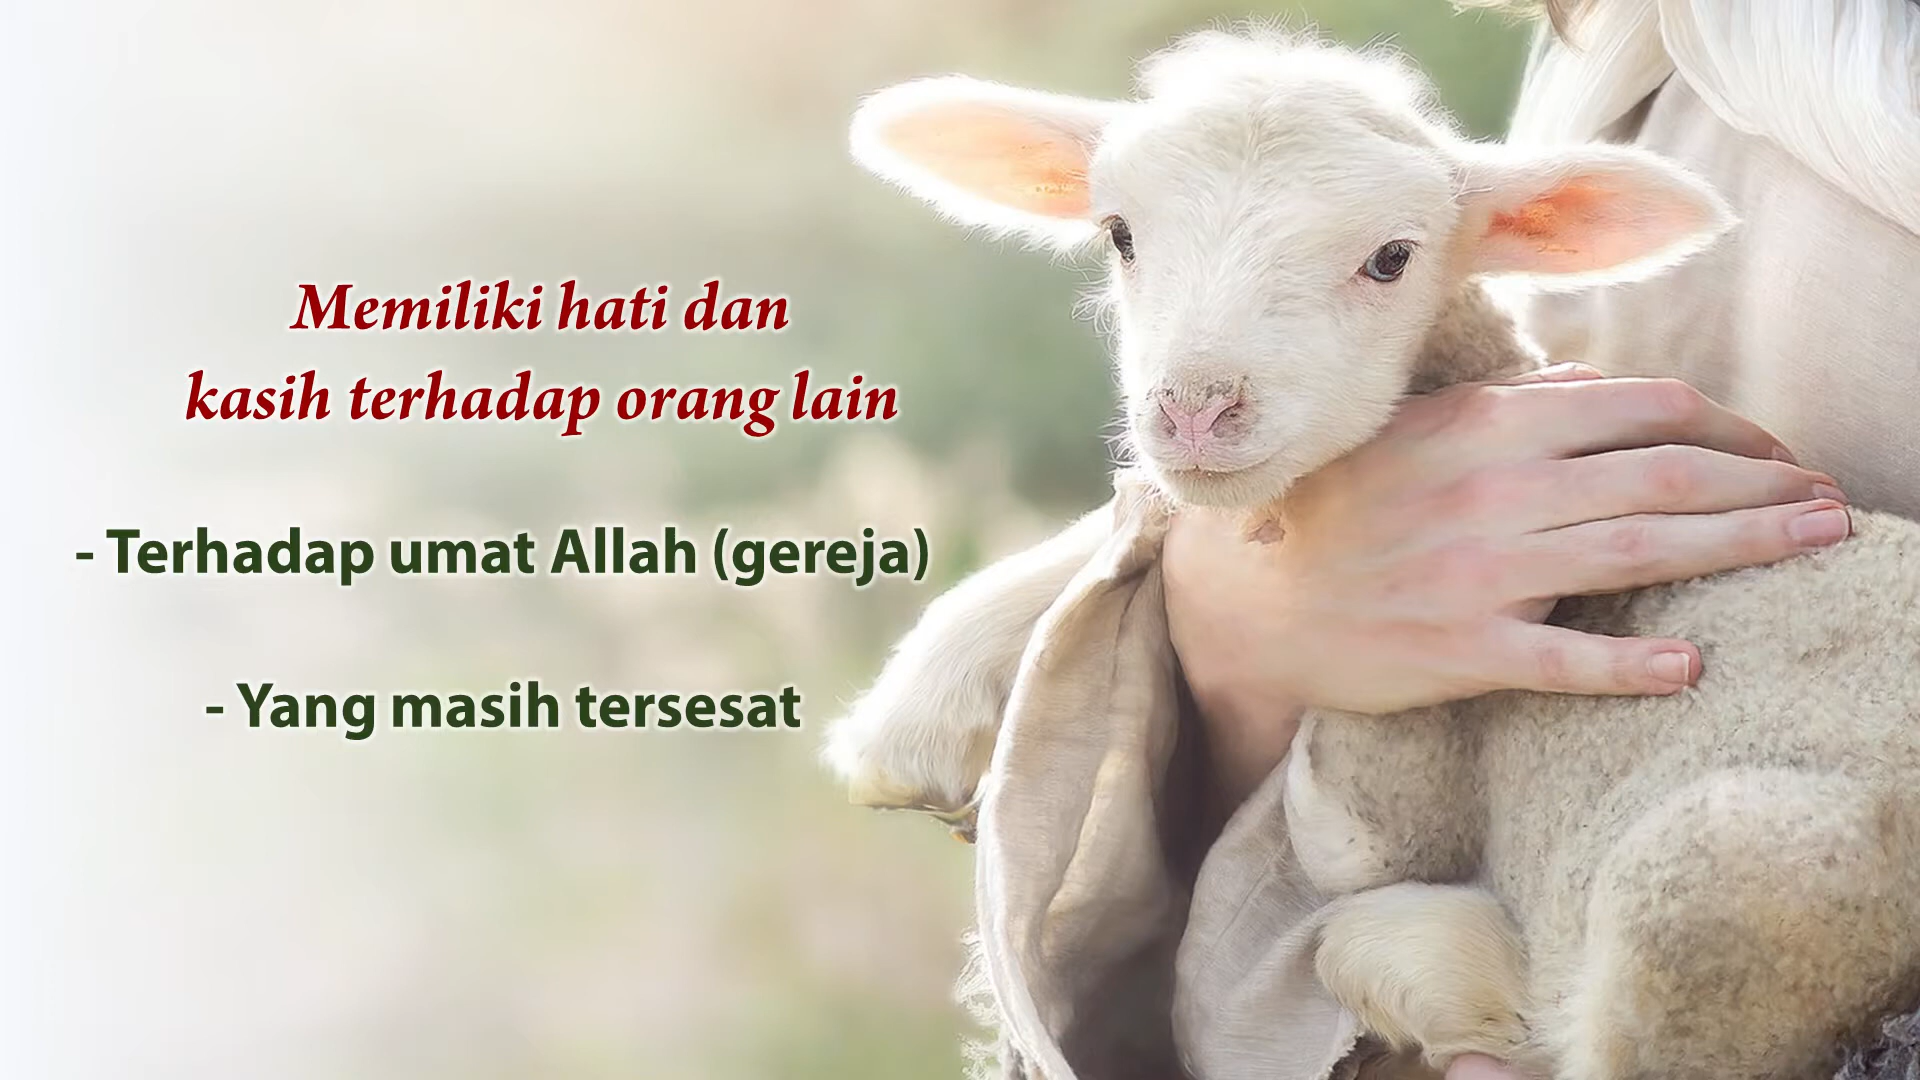 Memiliki hati dan
kasih terhadap orang lain
- Terhadap umat Allah (gereja)
- Yang masih tersesat